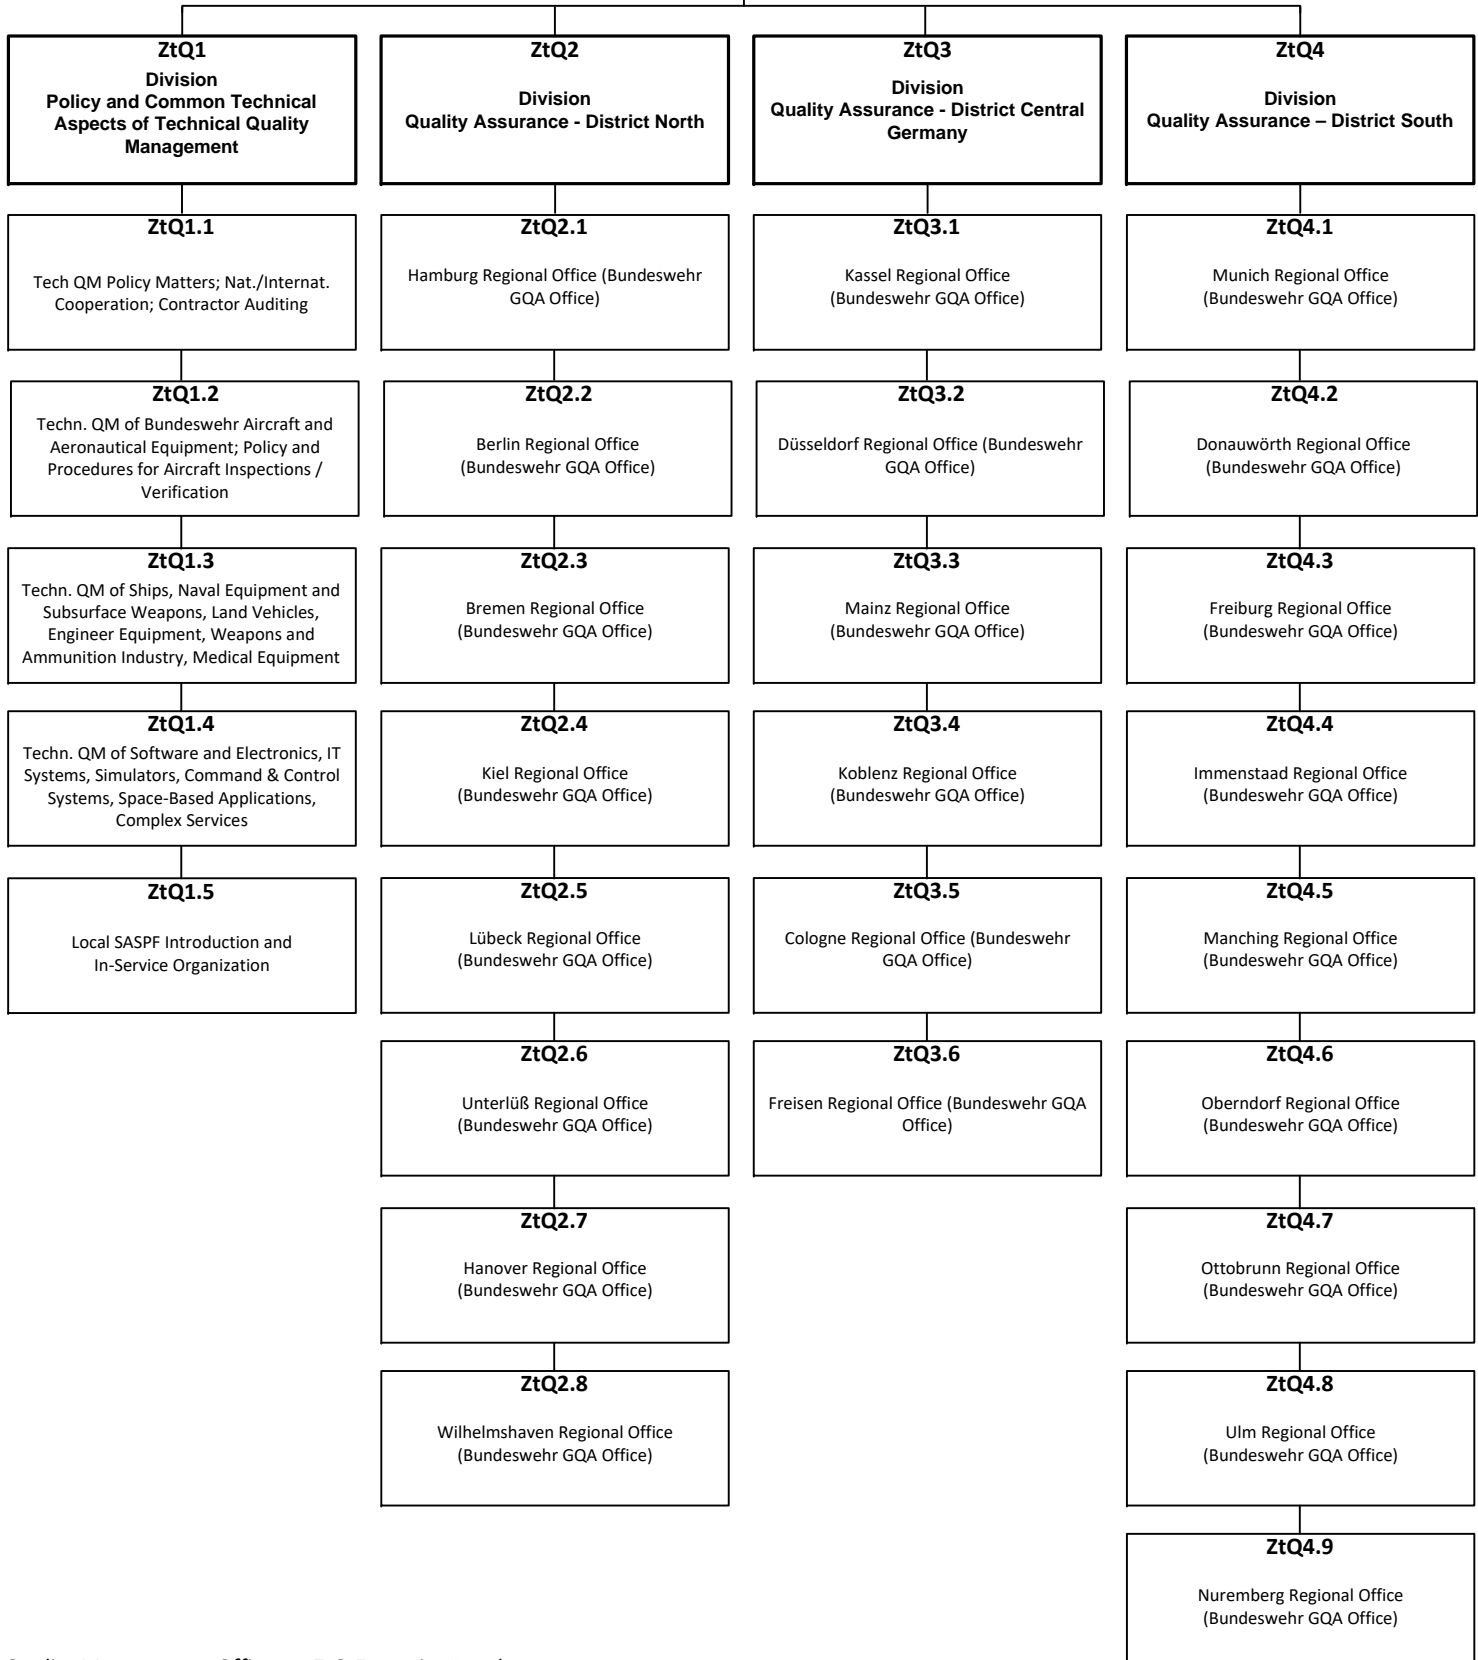 ZtQ1
Division
Policy and Common Technical
Aspects of Technical Quality
Management
ZtQ1.1
Tech QM Policy Matters; Nat./Internat.
Cooperation; Contractor Auditing
ZtQ1.2
Techn. QM of Bundeswehr Aircraft and
Aeronautical Equipment; Policy and
Procedures for Aircraft Inspections /
Verification
ZtQ1.3
Techn. QM of Ships, Naval Equipment and
Subsurface Weapons, Land Vehicles,
Engineer Equipment, Weapons and
Ammunition Industry, Medical Equipment
ZtQ1.4
Techn. QM of Software and Electronics, IT
Systems, Simulators, Command & Control
Systems, Space-Based Applications,
Complex Services
ZtQ1.5
Local SASPF Introduction and
In-Service Organization
ZtQ2
Division
Quality Assurance - District North
ZtQ2.1
Hamburg Regional Office (Bundeswehr
GQA Office)
ZtQ2.2
Berlin Regional Office
(Bundeswehr GQA Office)
ZtQ2.3
Bremen Regional Office
(Bundeswehr GQA Office)
ZtQ2.4
Kiel Regional Office
(Bundeswehr GQA Office)
ZtQ2.5
Lübeck Regional Office
(Bundeswehr GQA Office)
ZtQ2.6
Unterlüß Regional Office
(Bundeswehr GQA Office)
ZtQ2.7
Hanover Regional Office
(Bundeswehr GQA Office)
ZtQ2.8
Wilhelmshaven Regional Office
(Bundeswehr GQA Office)
ZtQ3
Division
Quality Assurance - District Central
Germany
ZtQ3.1
Kassel Regional Office
(Bundeswehr GQA Office)
ZtQ3.2
Düsseldorf Regional Office (Bundeswehr
GQA Office)
ZtQ3.3
Mainz Regional Office
(Bundeswehr GQA Office)
ZtQ3.4
Koblenz Regional Office
(Bundeswehr GQA Office)
ZtQ3.5
Cologne Regional Office (Bundeswehr
GQA Office)
ZtQ3.6
Freisen Regional Office (Bundeswehr GQA
Office)
ZtQ4
Division
Quality Assurance – District South
ZtQ4.1
Munich Regional Office
(Bundeswehr GQA Office)
ZtQ4.2
Donauwörth Regional Office
(Bundeswehr GQA Office)
ZtQ4.3
Freiburg Regional Office
(Bundeswehr GQA Office)
ZtQ4.4
Immenstaad Regional Office
(Bundeswehr GQA Office)
ZtQ4.5
Manching Regional Office
(Bundeswehr GQA Office)
ZtQ4.6
Oberndorf Regional Office
(Bundeswehr GQA Office)
ZtQ4.7
Ottobrunn Regional Office
(Bundeswehr GQA Office)
ZtQ4.8
Ulm Regional Office
(Bundeswehr GQA Office)
ZtQ4.9
Nuremberg Regional Office
(Bundeswehr GQA Office)